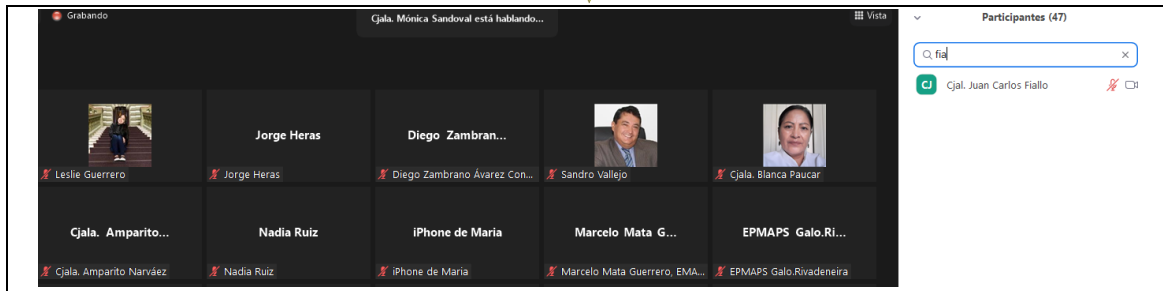 Grabando
Cjala. Mónica Sandoval está hablando...
Vista
Participantes (47)
fia
CJ Cjal. Juan Carlos Fiallo
Leslie Guerrero
Jorge Heras
Jorge Heras
Diego Zambran...
Diego Zambrano Ávarez Con...
Sandro Vallejo
Cjala. Blanca Paucar
Cjala. Amparito...
Cjala. Amparito Narváez
Nadia Ruiz
Nadia Ruiz
iPhone de Maria
iPhone de Maria
Marcelo Mata G...
Marcelo Mata Guerrero, EMA...
EPMAPS Galo.Ri...
EPMAPS Galo.Rivadeneira